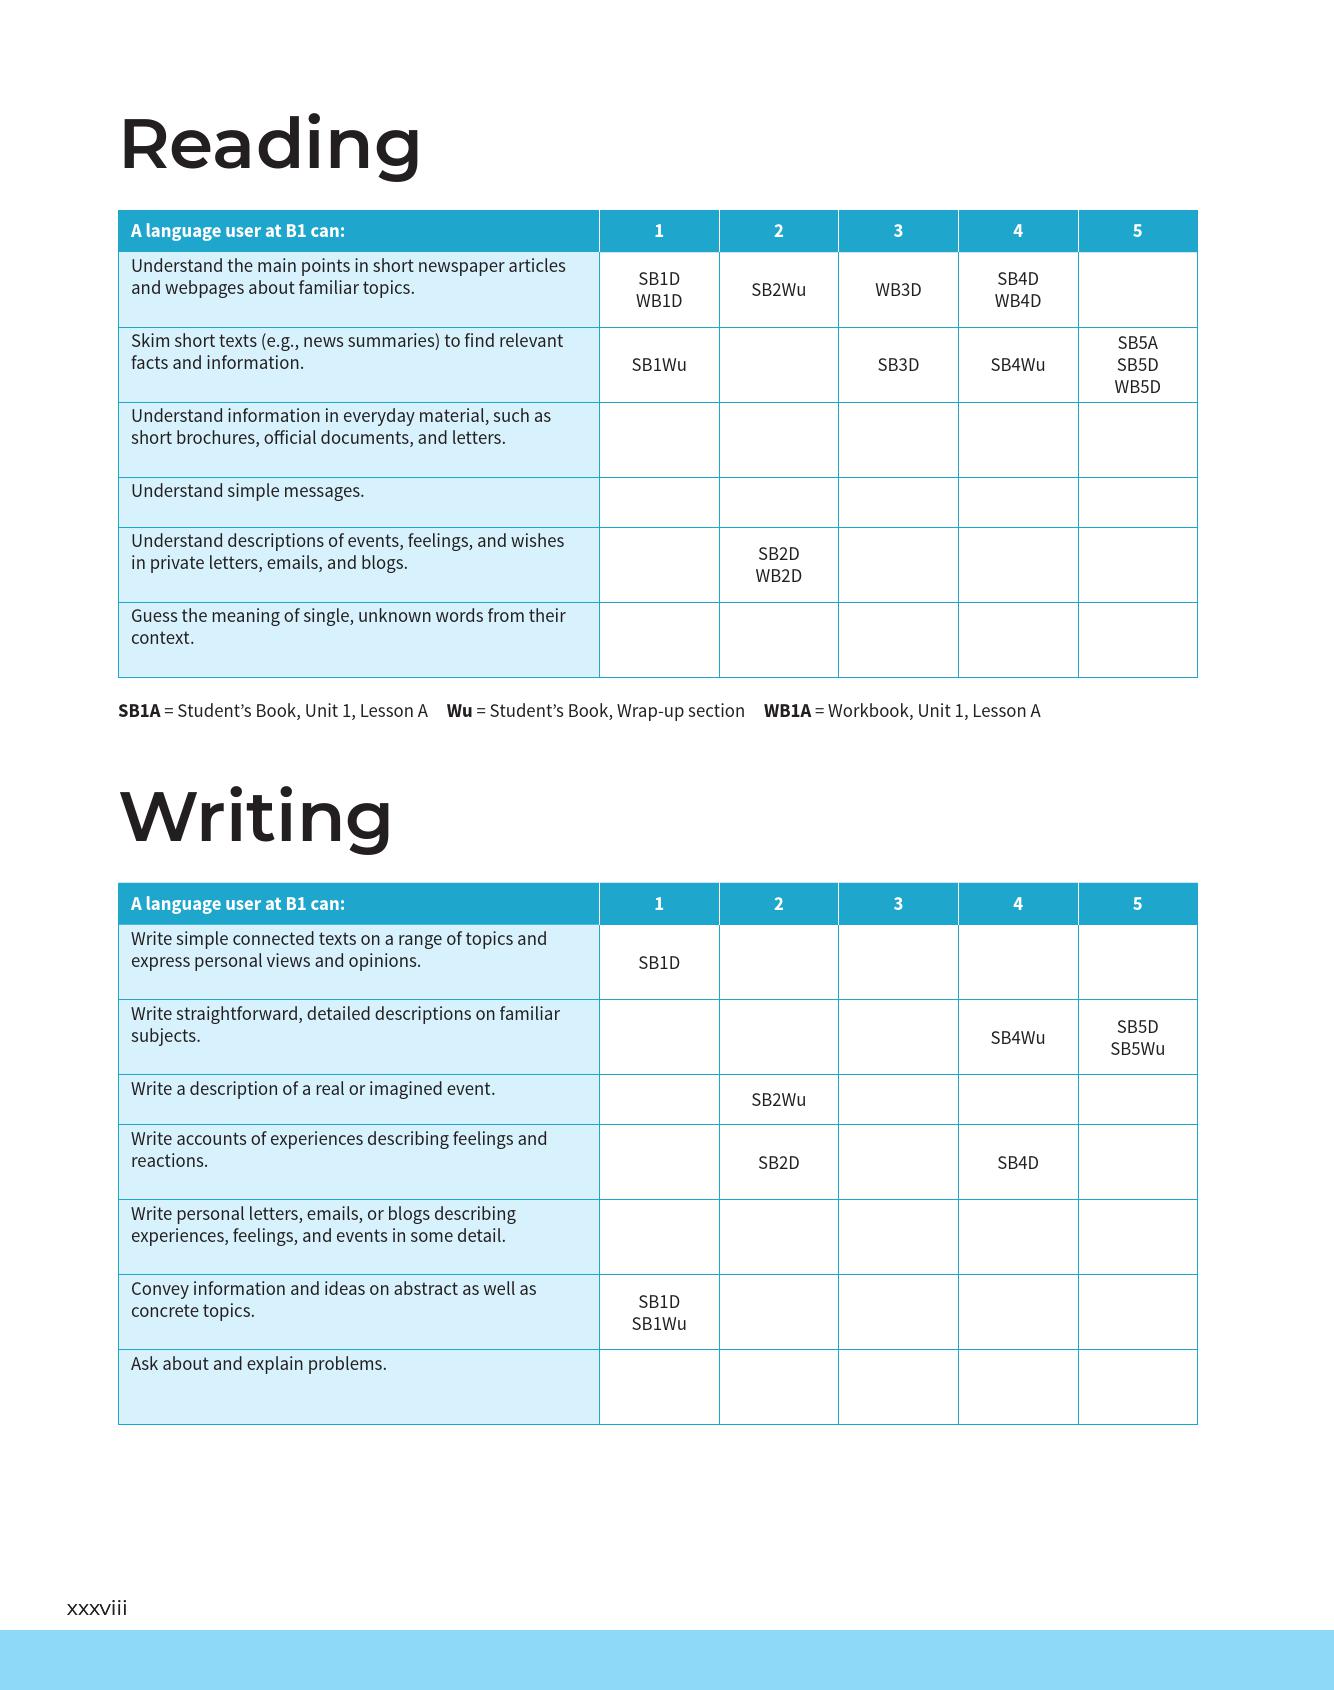 Reading
A language user at B1 can: 1 2 3 4 5
Understand the main points in short newspaper articles
and webpages about familiar topics.
SB1D
WB1D
SB2Wu
WB3D
SB4D
WB4D
Skim short texts (e.g., news summaries) to find relevant
facts and information.
SB1Wu
SB3D
SB4Wu
SB5A
SB5D
WB5D
Understand information in everyday material, such as
short brochures, official documents, and letters.
Understand simple messages.
Understand descriptions of events, feelings, and wishes
in private letters, emails, and blogs.
SB2D
WB2D
Guess the meaning of single, unknown words from their
context.
SB1A = Student’s Book, Unit 1, Lesson A Wu = Student’s Book, Wrap-up section WB1A = Workbook, Unit 1, Lesson A
Writing
A language user at B1 can: 1 2 3 4 5
Write simple connected texts on a range of topics and
express personal views and opinions.
SB1D
Write straightforward, detailed descriptions on familiar
subjects.
SB4Wu
SB5D
SB5Wu
Write a description of a real or imagined event.
SB2Wu
Write accounts of experiences describing feelings and
reactions.
SB2D
SB4D
Write personal letters, emails, or blogs describing
experiences, feelings, and events in some detail.
Convey information and ideas on abstract as well as
concrete topics.
SB1D
SB1Wu
Ask about and explain problems.
xxxviii